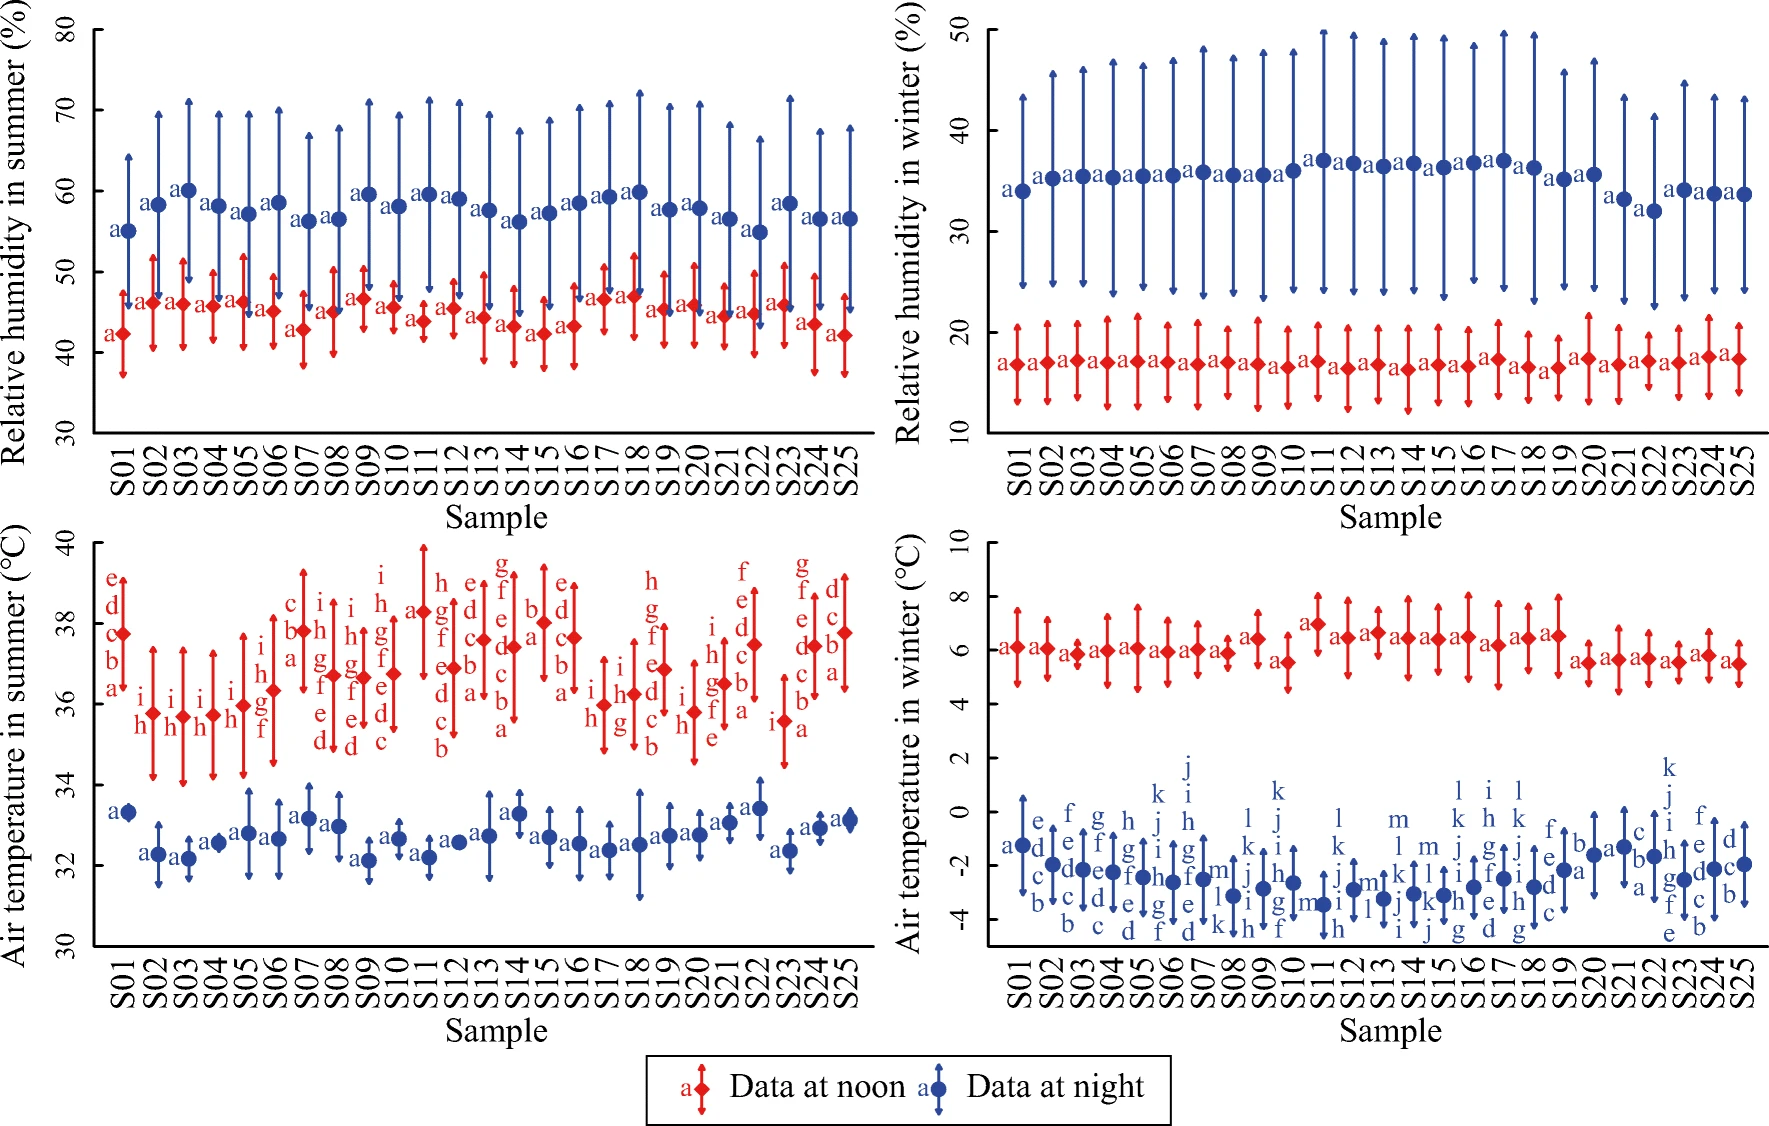 Relative humidity in summer (%)
80
70
60
50
40
30
a a a a a a a a a a a a a a a a a a a a a a a a a
a a a a a a a a a a a a a a a a a a a a a a a a a
S01 S02 S03 S04 S05 S06 S07 S08 S09 S10 S11 S12 S13 S14 S15 S16 S17 S18 S19 S20 S21 S22 S23 S24 S25
Sample
Relative humidity in winter (%)
50
40
30
20
10
a a a a a a a a a a a a a a a a a a a a a a a a a
a a a a a a a a a a a a a a a a a a a a a a a a a
S01 S02 S03 S04 S05 S06 S07 S08 S09 S10 S11 S12 S13 S14 S15 S16 S17 S18 S19 S20 S21 S22 S23 S24 S25
Sample
Air temperature in summer (℃)
40
38
36
34
32
30
e d c b a
i h
i h
i h
i h
i h g f
c b a
i h g f e d
i h g f e d
i h g f e d c
a
h g f e d c b
e d c b a
g f e d c b a
b a
e d c b a
i h
i h g
h g f e d c b
i h
i h g f e
f e d c b a
i
g f e d c b a
d c b a
a a a a a a a a a a a a a a a a a a a a a a a a a
S01 S02 S03 S04 S05 S06 S07 S08 S09 S10 S11 S12 S13 S14 S15 S16 S17 S18 S19 S20 S21 S22 S23 S24 S25
Sample
Air temperature in winter (℃)
10
8
6
4
2
0
-2
-4
a a a a a a a a a a a a a a a a a a a a a a a a a
a
e d c b
f e d c b
g f e d c
h g f e d
k j i h g f
j i h g f e d
m l k
l k j i h
k j i h g f
m
l k j i h
m l
m l k j i
m l k j
l k j i h g
i h g f e d
l k j i h g
f e d c
b a
a
c b a
k j i h g f e
f e d c b
d c b
S01 S02 S03 S04 S05 S06 S07 S08 S09 S10 S11 S12 S13 S14 S15 S16 S17 S18 S19 S20 S21 S22 S23 S24 S25
Sample
a Data at noon a Data at night